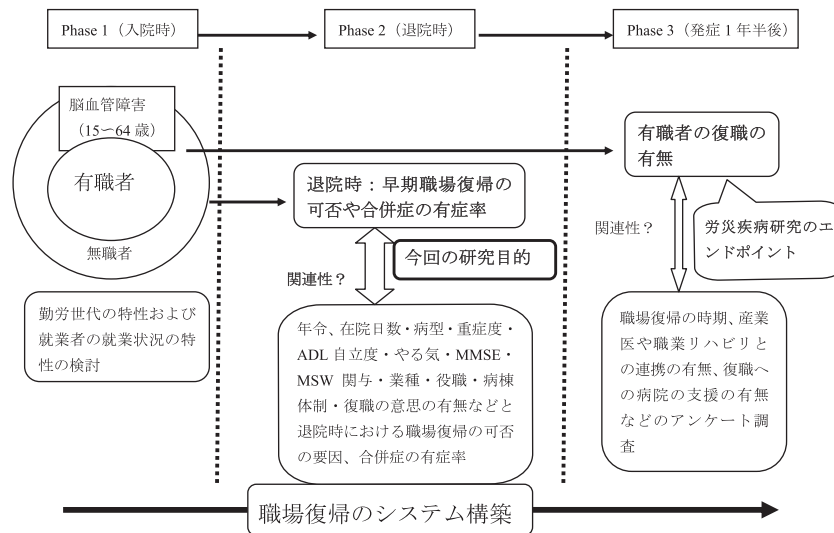 Phase 1（入院時）
Phase 2（退院時）
Phase 3（発症 1 年半後）
脳血管障害
（15〜64 歳）
有職者
無職者
勤労世代の特性および
就業者の就業状況の特
性の検討
退院時：早期職場復帰の
可否や合併症の有症率
関連性？
今回の研究目的
年令、在院日数・病型・重症度・
ADL 自立度・やる気・MMSE・
MSW 関与・業種・役職・病棟
体制・復職の意思の有無などと
退院時における職場復帰の可否
の要因、合併症の有症率
有職者の復職の
有無
関連性？
労災疾病研究のエ
ンドポイント
職場復帰の時期、産業
医や職業リハビリと
の連携の有無、復職へ
の病院の支援の有無
などのアンケート調
査
職場復帰のシステム構築